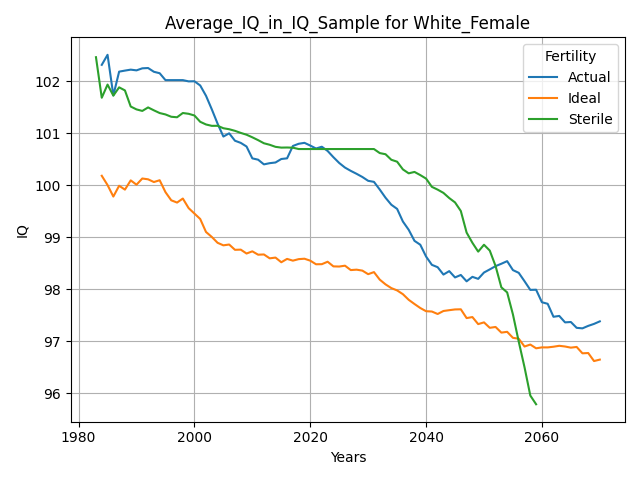 Average_IQ_in_IQ_Sample for White_Female
Fertility
Actual
Ideal
Sterile
102
101
100
99
98
97
96
IQ
1980
2000
2020
2040
2060
Years